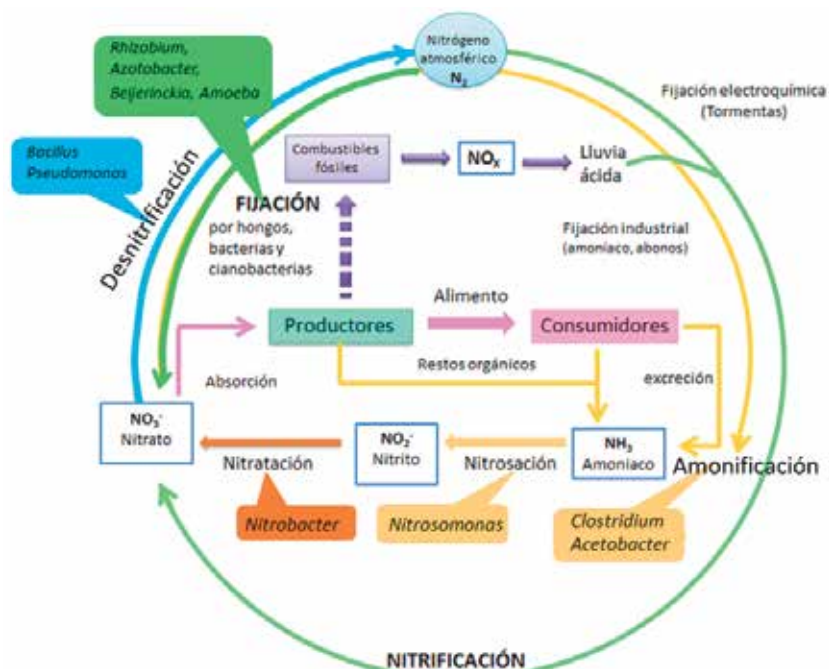 Rhizobium,
Azotobacter,
Beijerinckia, Amoeba
Nitrógeno
atmosférico
N₂
Fijación electroquímica
(Tormentas)
Bacillus
Pseudomonas
Desnitrificación
Combustibles
fósiles
NOx
Lluvia
ácida
FIJACIÓN
por hongos,
bacterias y
cianobacterias
Fijación industrial
(amoníaco, abonos)
Productores
Alimento
Consumidores
Absorción
Restos orgánicos
excreción
NO₃⁻
Nitrato
Nitratación
NO₂⁻
Nitrito
Nitrosación
NH₃
Amoniaco
Amonificación
Nitrobacter
Nitrosomonas
Clostridium
Acetobacter
NITRIFICACIÓN